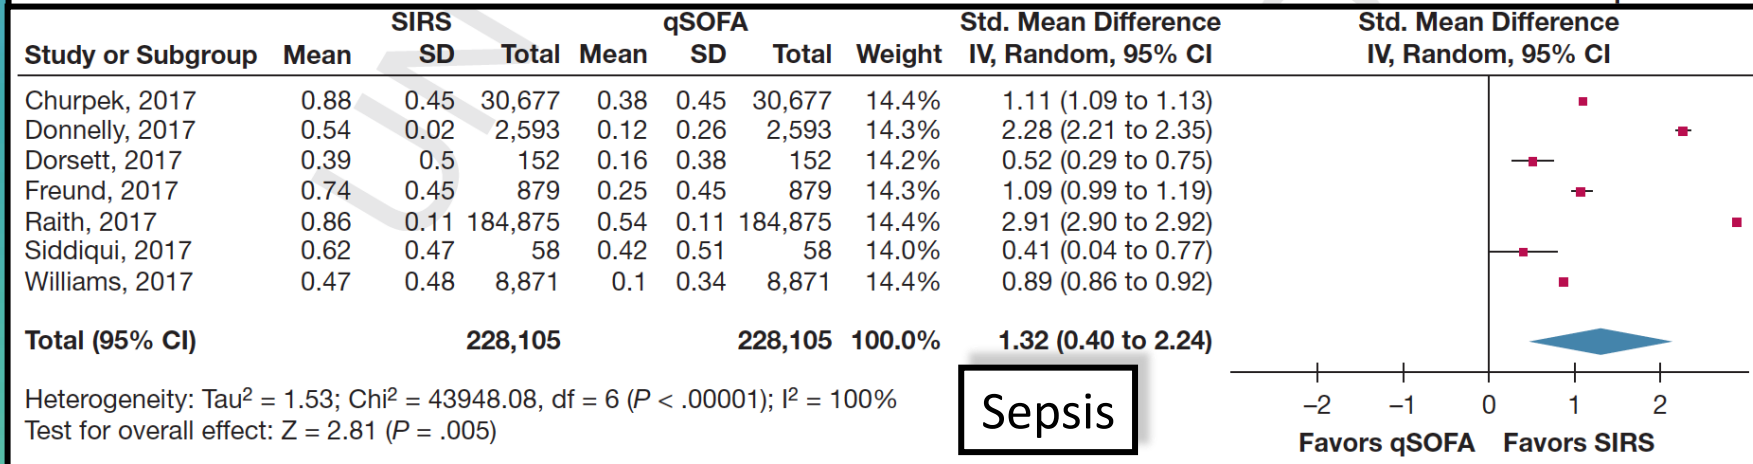 SIRS qSOFA Std. Mean Difference Std. Mean Difference
Study or Subgroup Mean SD Total Mean SD Total Weight IV, Random, 95% CI IV, Random, 95% CI
Churpek, 2017 0.88 0.45 30,677 0.38 0.45 30,677 14.4% 1.11 (1.09 to 1.13)
Donnelly, 2017 0.54 0.02 2,593 0.12 0.26 2,593 14.3% 2.28 (2.21 to 2.35)
Dorsett, 2017 0.39 0.5 152 0.16 0.38 152 14.2% 0.52 (0.29 to 0.75)
Freund, 2017 0.74 0.45 879 0.25 0.45 879 14.3% 1.09 (0.99 to 1.19)
Raith, 2017 0.86 0.11 184,875 0.54 0.11 184,875 14.4% 2.91 (2.90 to 2.92)
Siddiqui, 2017 0.62 0.47 58 0.42 0.51 58 14.0% 0.41 (0.04 to 0.77)
Williams, 2017 0.47 0.48 8,871 0.1 0.34 8,871 14.4% 0.89 (0.86 to 0.92)
Total (95% CI) 228,105 228,105 100.0% 1.32 (0.40 to 2.24)
Heterogeneity: Tau² = 1.53; Chi² = 43948.08, df = 6 (P < .00001); I² = 100%
Test for overall effect: Z = 2.81 (P = .005)
Sepsis
–2 –1 0 1 2
Favors qSOFA Favors SIRS